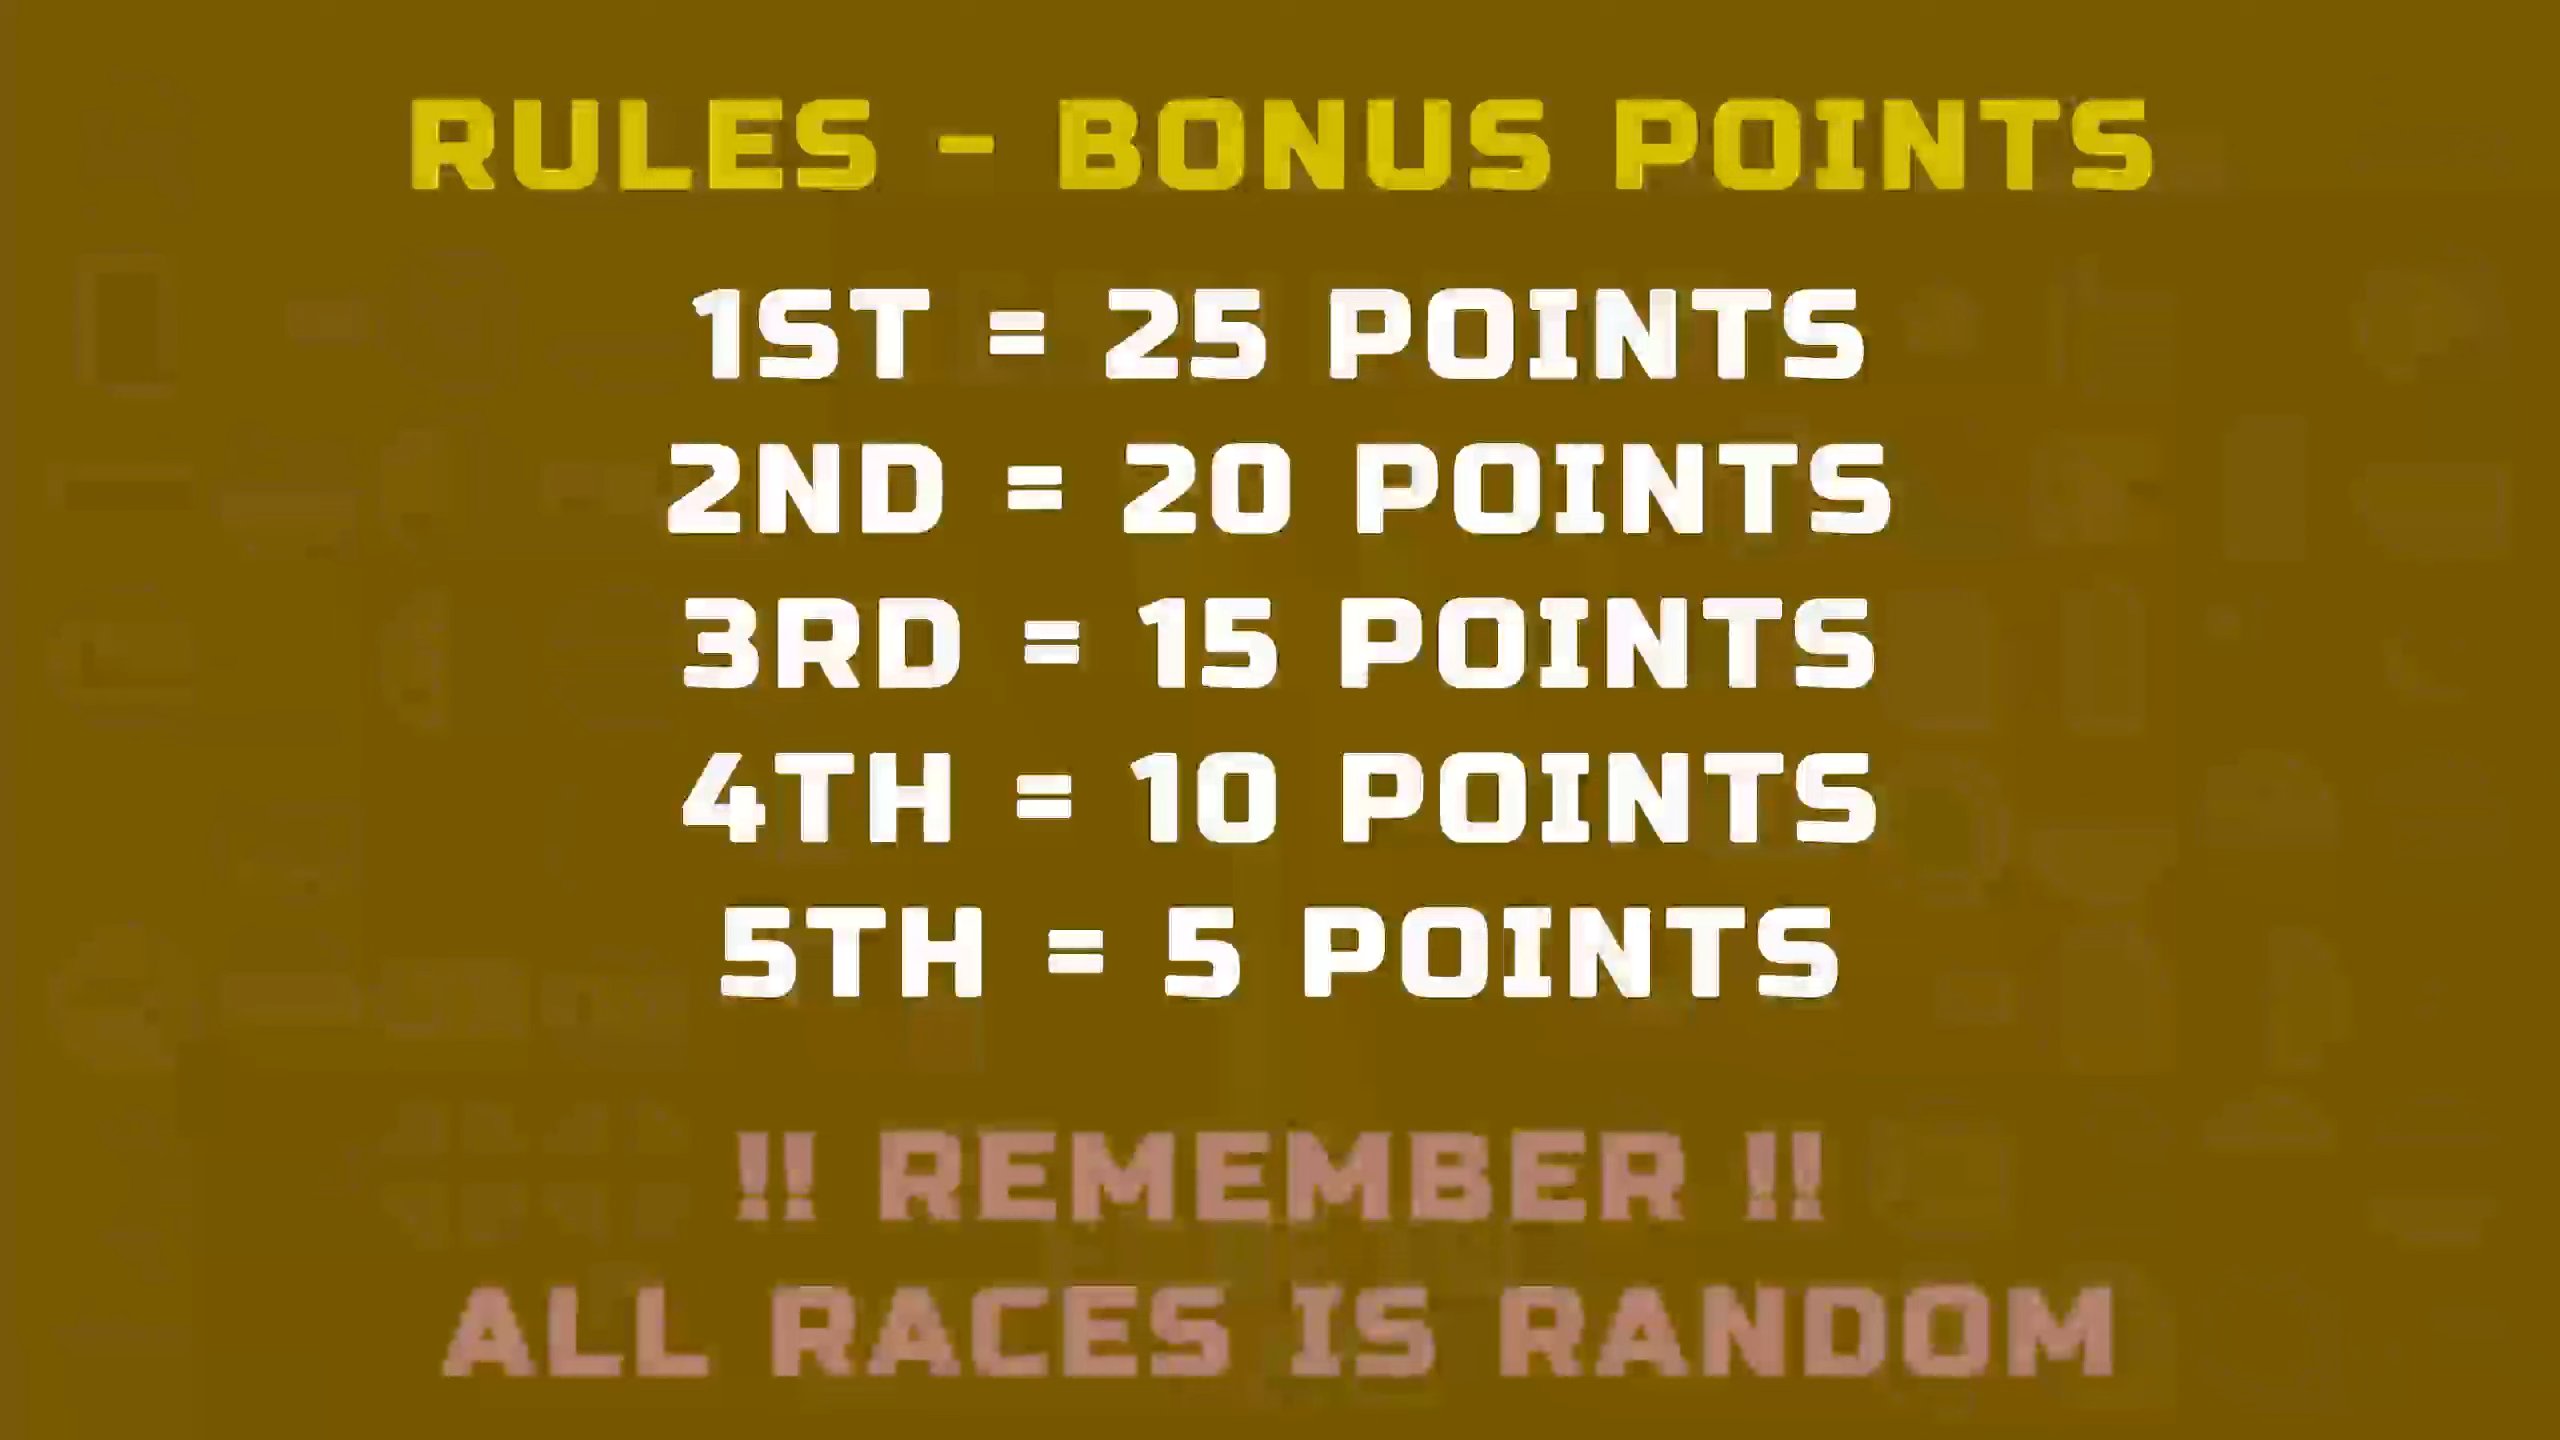 RULES - BONUS POINTS
1ST = 25 POINTS
2ND = 20 POINTS
3RD = 15 POINTS
4TH = 10 POINTS
5TH = 5 POINTS
!! REMEMBER !!
ALL RACES IS RANDOM